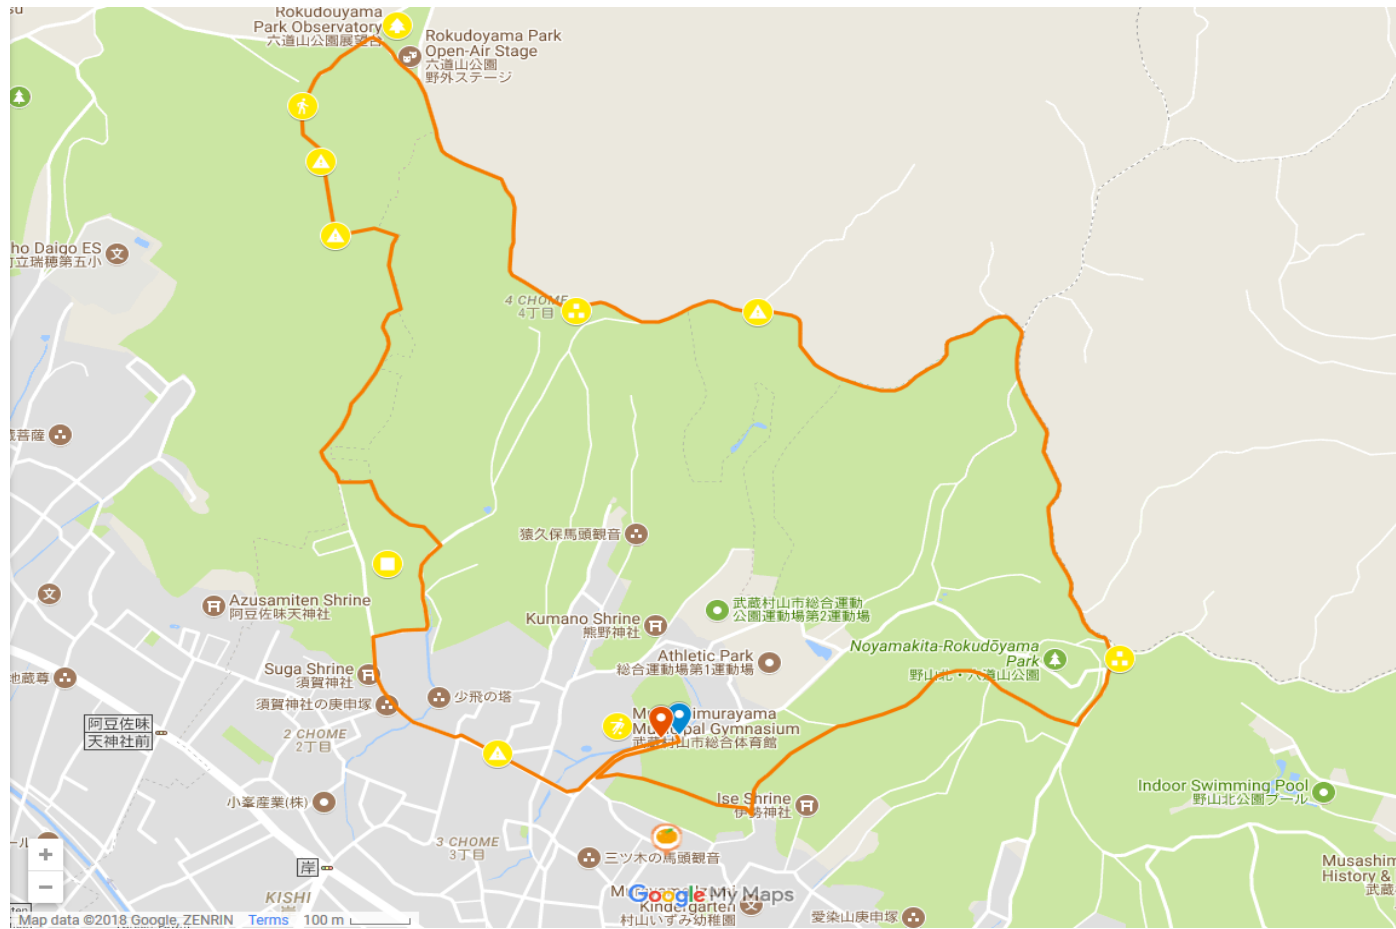 su
Rokudouyama
Park Observatory
六道山公園展望台
Rokudoyama Park
Open-Air Stage
六道山公園
野外ステージ
ho Daigo ES
立瑞穂第五小
4 CHOME
4丁目
菩薩
猿久保馬頭観音
Azusamiten Shrine
阿豆佐味天神社
武蔵村山市総合運動
公園運動場第2運動場
Kumano Shrine
熊野神社
Noyamakita-Rokudōyama
Park
野山北・六道山公園
Athletic Park
総合運動場第1運動場
Suga Shrine
須賀神社
地蔵尊
須賀神社の庚申塚
少飛の塔
Gymnasium
武蔵村山市総合体育館
阿豆佐味
天神社前
2 CHOME
2丁目
Indoor Swimming Pool
野山北公園プール
小峯産業(株)
Ise Shrine
伊勢神社
3 CHOME
3丁目
三ツ木の馬頭観音
Musashim
History &
武蔵
岸
KISHI
Google My Maps
Kindergarten
村山いずみ幼稚園
愛染山庚申塚
+
−
Map data ©2018 Google, ZENRIN Terms 100 m